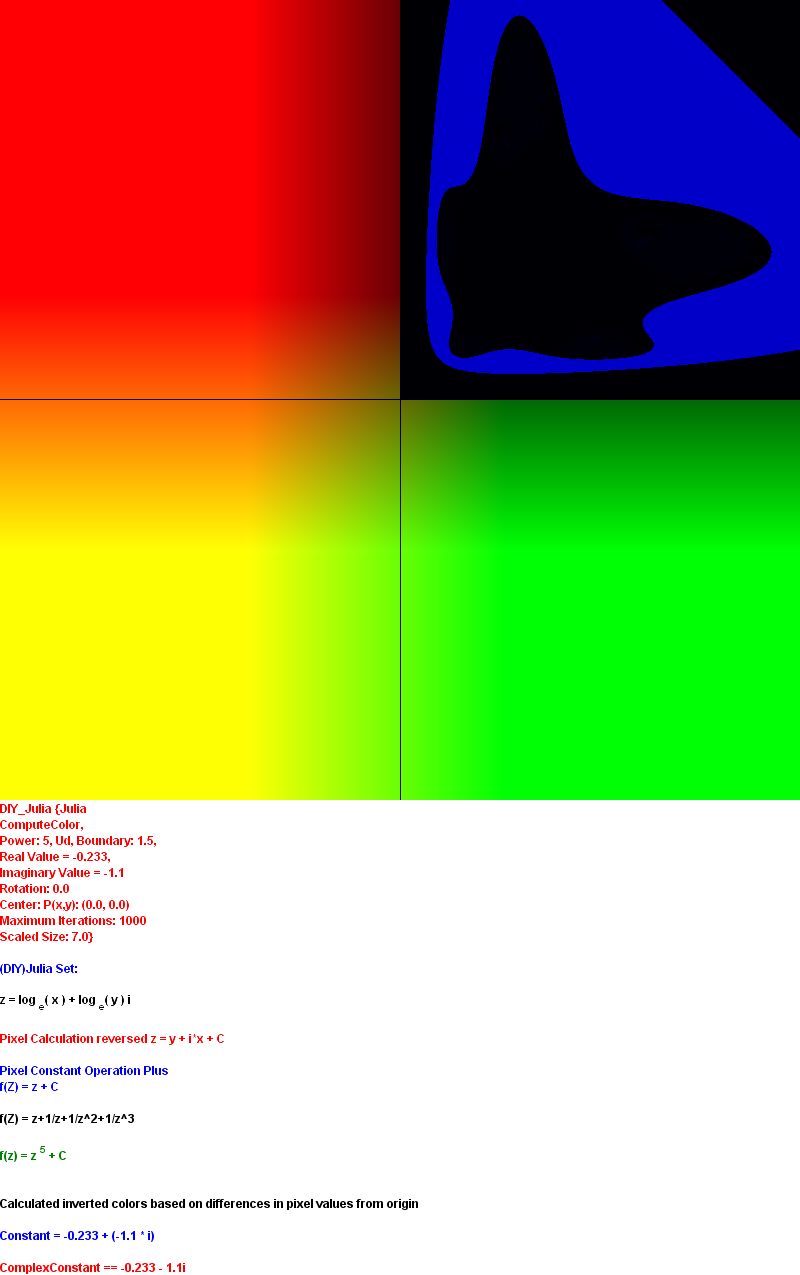 DIY_Julia {Julia
ComputeColor,
Power: 5, Ud, Boundary: 1.5,
Real Value = -0.233,
Imaginary Value = -1.1
Rotation: 0.0
Center: P(x,y): (0.0, 0.0)
Maximum Iterations: 1000
Scaled Size: 7.0}
(DIY)Julia Set:
z = log e ( x ) + log e ( y ) i
Pixel Calculation reversed z = y + i*x + C
Pixel Constant Operation Plus
f(Z) = z + C
f(Z) = z+1/z+1/z^2+1/z^3
f(z) = z 5 + C
Calculated inverted colors based on differences in pixel values from origin
Constant = -0.233 + (-1.1 * i)
ComplexConstant == -0.233 - 1.1i